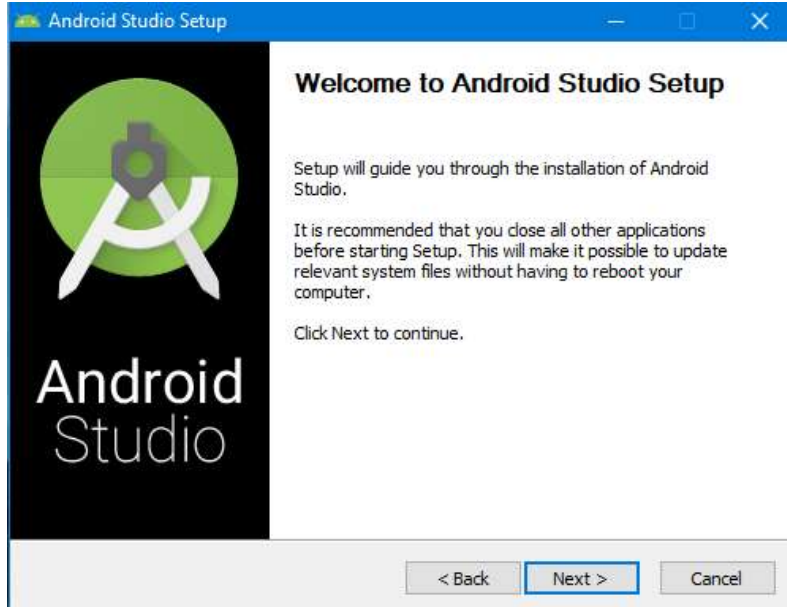 Android Studio Setup
Welcome to Android Studio Setup
Setup will guide you through the installation of Android
Studio.
It is recommended that you close all other applications
before starting Setup. This will make it possible to update
relevant system files without having to reboot your
computer.
Click Next to continue.
Android
Studio
< Back
Next >
Cancel